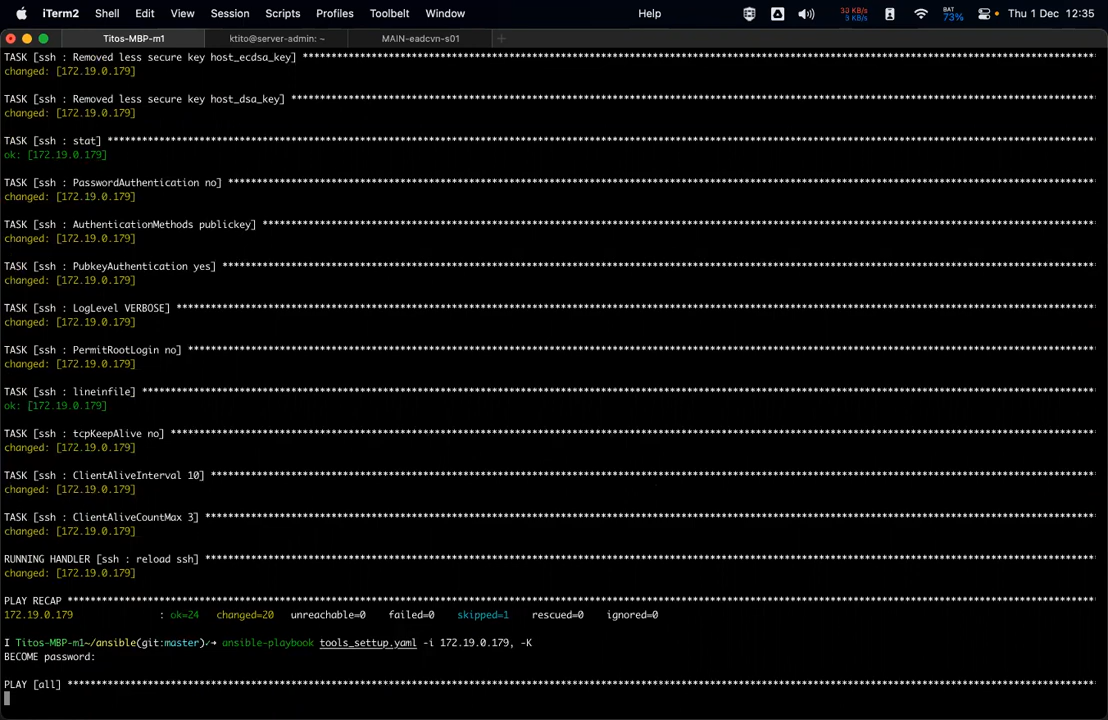 iTerm2 Shell Edit View Session Scripts Profiles Toolbelt Window Help 33 KB/s 3 KB/s BAT 73% Thu 1 Dec 12:35
Titos-MBP-m1 ktito@server-admin: ~ MAIN-eadcvn-s01 +
TASK [ssh : Removed less secure key host_ecdsa_key] ****************************************************************************************************************************************
changed: [172.19.0.179]
TASK [ssh : Removed less secure key host_dsa_key] ******************************************************************************************************************************************
changed: [172.19.0.179]
TASK [ssh : stat] **************************************************************************************************************************************************************************
ok: [172.19.0.179]
TASK [ssh : PasswordAuthentication no] *****************************************************************************************************************************************************
changed: [172.19.0.179]
TASK [ssh : AuthenticationMethods publickey] ***********************************************************************************************************************************************
changed: [172.19.0.179]
TASK [ssh : PubkeyAuthentication yes] ******************************************************************************************************************************************************
changed: [172.19.0.179]
TASK [ssh : LogLevel VERBOSE] **************************************************************************************************************************************************************
changed: [172.19.0.179]
TASK [ssh : PermitRootLogin no] ************************************************************************************************************************************************************
changed: [172.19.0.179]
TASK [ssh : lineinfile] ********************************************************************************************************************************************************************
ok: [172.19.0.179]
TASK [ssh : tcpKeepAlive no] ***************************************************************************************************************************************************************
changed: [172.19.0.179]
TASK [ssh : ClientAliveInterval 10] ********************************************************************************************************************************************************
changed: [172.19.0.179]
TASK [ssh : ClientAliveCountMax 3] *********************************************************************************************************************************************************
changed: [172.19.0.179]
RUNNING HANDLER [ssh : reload ssh] *********************************************************************************************************************************************************
changed: [172.19.0.179]
PLAY RECAP *********************************************************************************************************************************************************************************
172.19.0.179 : ok=24 changed=20 unreachable=0 failed=0 skipped=1 rescued=0 ignored=0
I Titos-MBP-m1~/ansible(git:master)✓→ ansible-playbook tools_settup.yaml -i 172.19.0.179, -K
BECOME password:
PLAY [all] *********************************************************************************************************************************************************************************